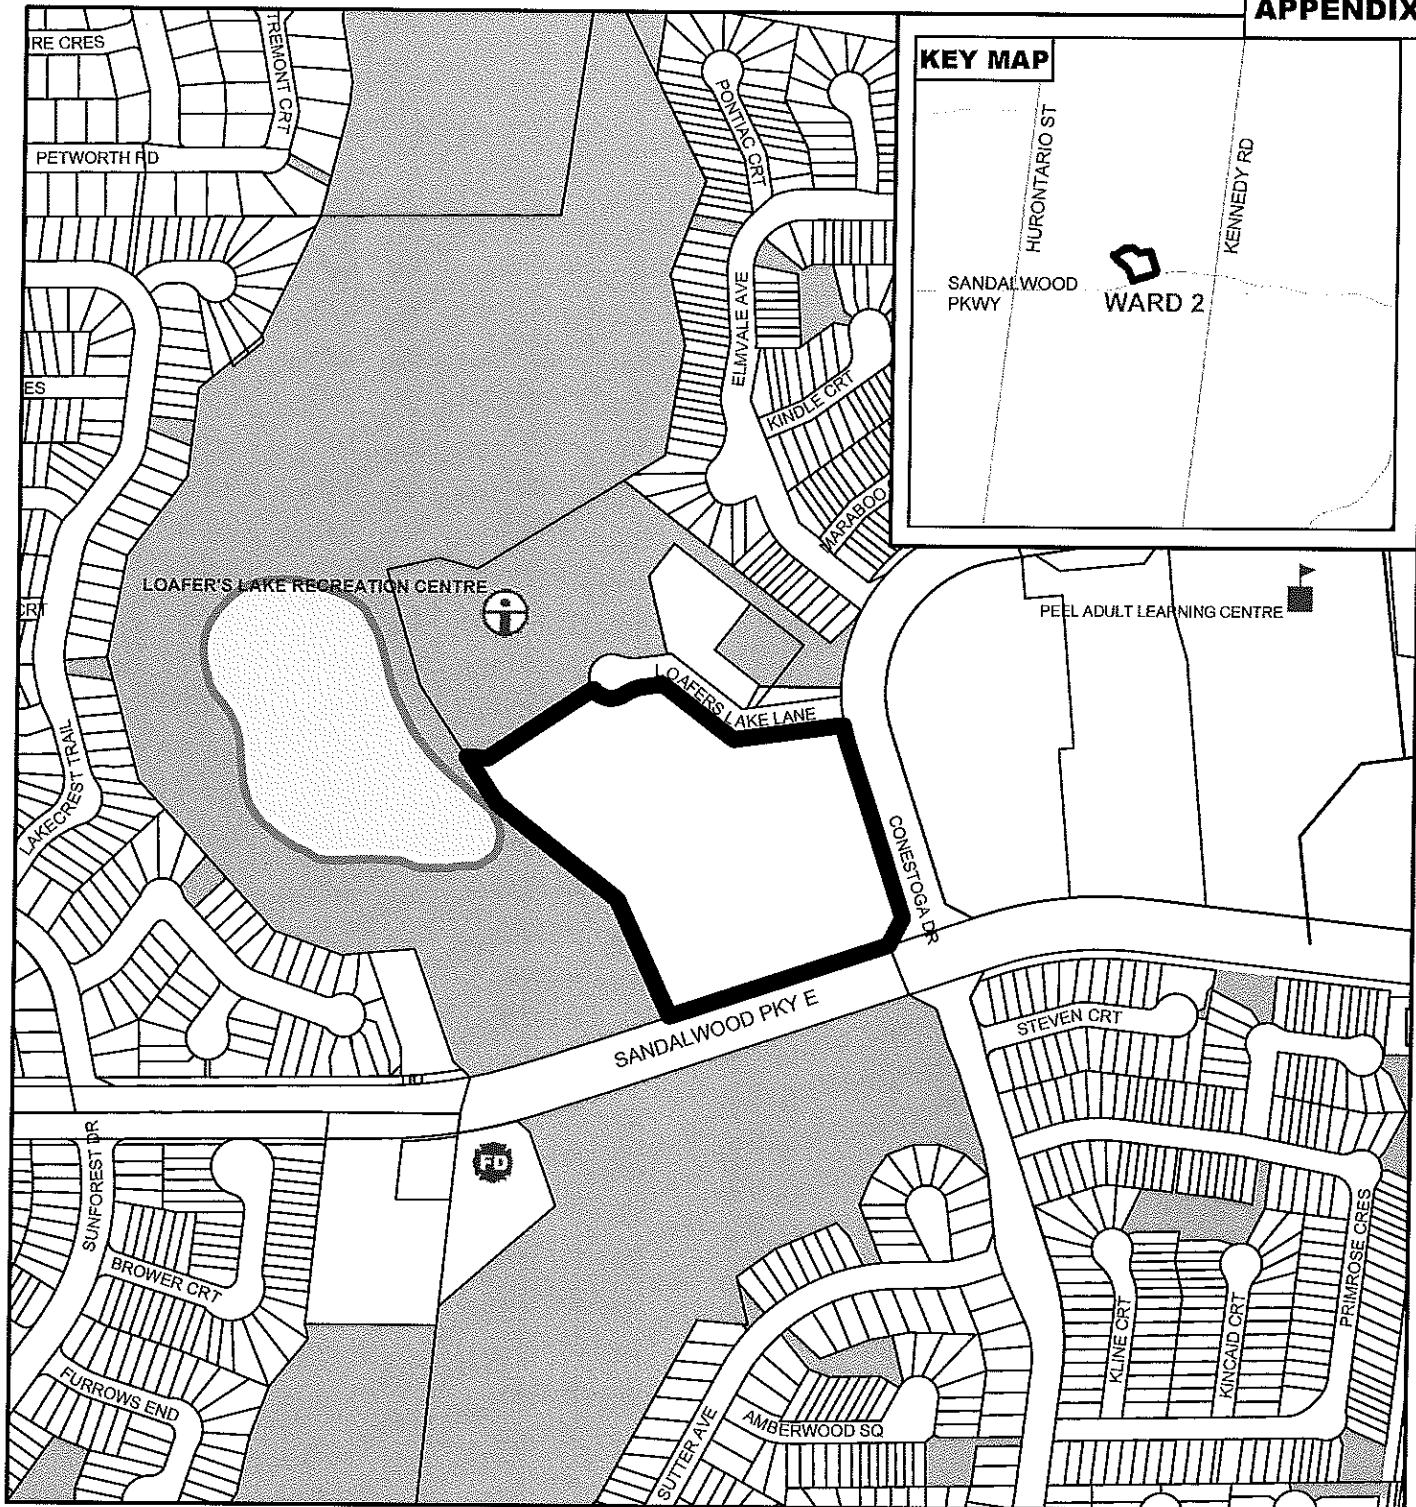 APPENDIX
KEY MAP
HURONTARIO ST
KENNEDY RD
SANDALWOOD
PKWY
WARD 2
IRE CRES
TREMONT CRT
PETWORTH RD
PONTIAC CRT
ELMVALE AVE
KINDLE CRT
MARABOO
ES
LOAFER'S LAKE RECREATION CENTRE
CRT
PEEL ADULT LEARNING CENTRE
LOAFERS LAKE LANE
LAKECREST TRAIL
CONESTOGA DR
SANDALWOOD PKY E
STEVEN CRT
FD
SUNFOREST DR
BROWER CRT
FURROWS END
SUTTER AVE
AMBERWOOD SQ
KLINE CRT
KINCAID CRT
PRIMROSE CRES